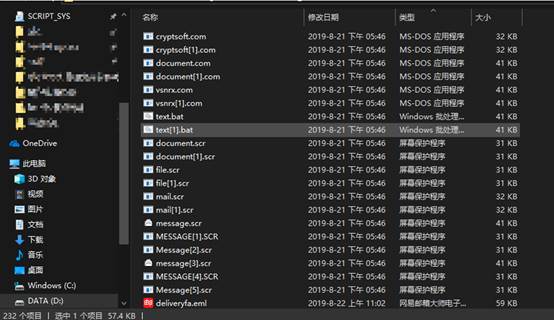 SCRIPT_SYS
OneDrive
此电脑
3D 对象
视频
图片
文档
下载
音乐
桌面
Windows (C:)
DATA (D:)
名称 修改日期 类型 大小
cryptsoft.com 2019-8-21 下午 05:46 MS-DOS 应用程序 32 KB
cryptsoft[1].com 2019-8-21 下午 05:46 MS-DOS 应用程序 32 KB
document.com 2019-8-21 下午 05:46 MS-DOS 应用程序 41 KB
document[1].com 2019-8-21 下午 05:46 MS-DOS 应用程序 41 KB
vsnrx.com 2019-8-21 下午 05:46 MS-DOS 应用程序 41 KB
vsnrx[1].com 2019-8-21 下午 05:46 MS-DOS 应用程序 41 KB
text.bat 2019-8-21 下午 05:46 Windows 批处理... 41 KB
text[1].bat 2019-8-21 下午 05:46 Windows 批处理... 41 KB
document.scr 2019-8-21 下午 05:46 屏幕保护程序 31 KB
document[1].scr 2019-8-21 下午 05:46 屏幕保护程序 31 KB
file.scr 2019-8-21 下午 05:46 屏幕保护程序 31 KB
file[1].scr 2019-8-21 下午 05:46 屏幕保护程序 31 KB
mail.scr 2019-8-21 下午 05:46 屏幕保护程序 32 KB
mail[1].scr 2019-8-21 下午 05:46 屏幕保护程序 32 KB
message.scr 2019-8-21 下午 05:46 屏幕保护程序 41 KB
MESSAGE[1].SCR 2019-8-21 下午 05:46 屏幕保护程序 31 KB
Message[2].scr 2019-8-21 下午 05:46 屏幕保护程序 31 KB
message[3].scr 2019-8-21 下午 05:46 屏幕保护程序 41 KB
MESSAGE[4].SCR 2019-8-21 下午 05:46 屏幕保护程序 31 KB
Message[5].scr 2019-8-21 下午 05:46 屏幕保护程序 31 KB
deliveryfa.eml 2019-8-22 上午 11:02 网易邮箱大师电子... 59 KB
232 个项目 选中 1 个项目 57.4 KB